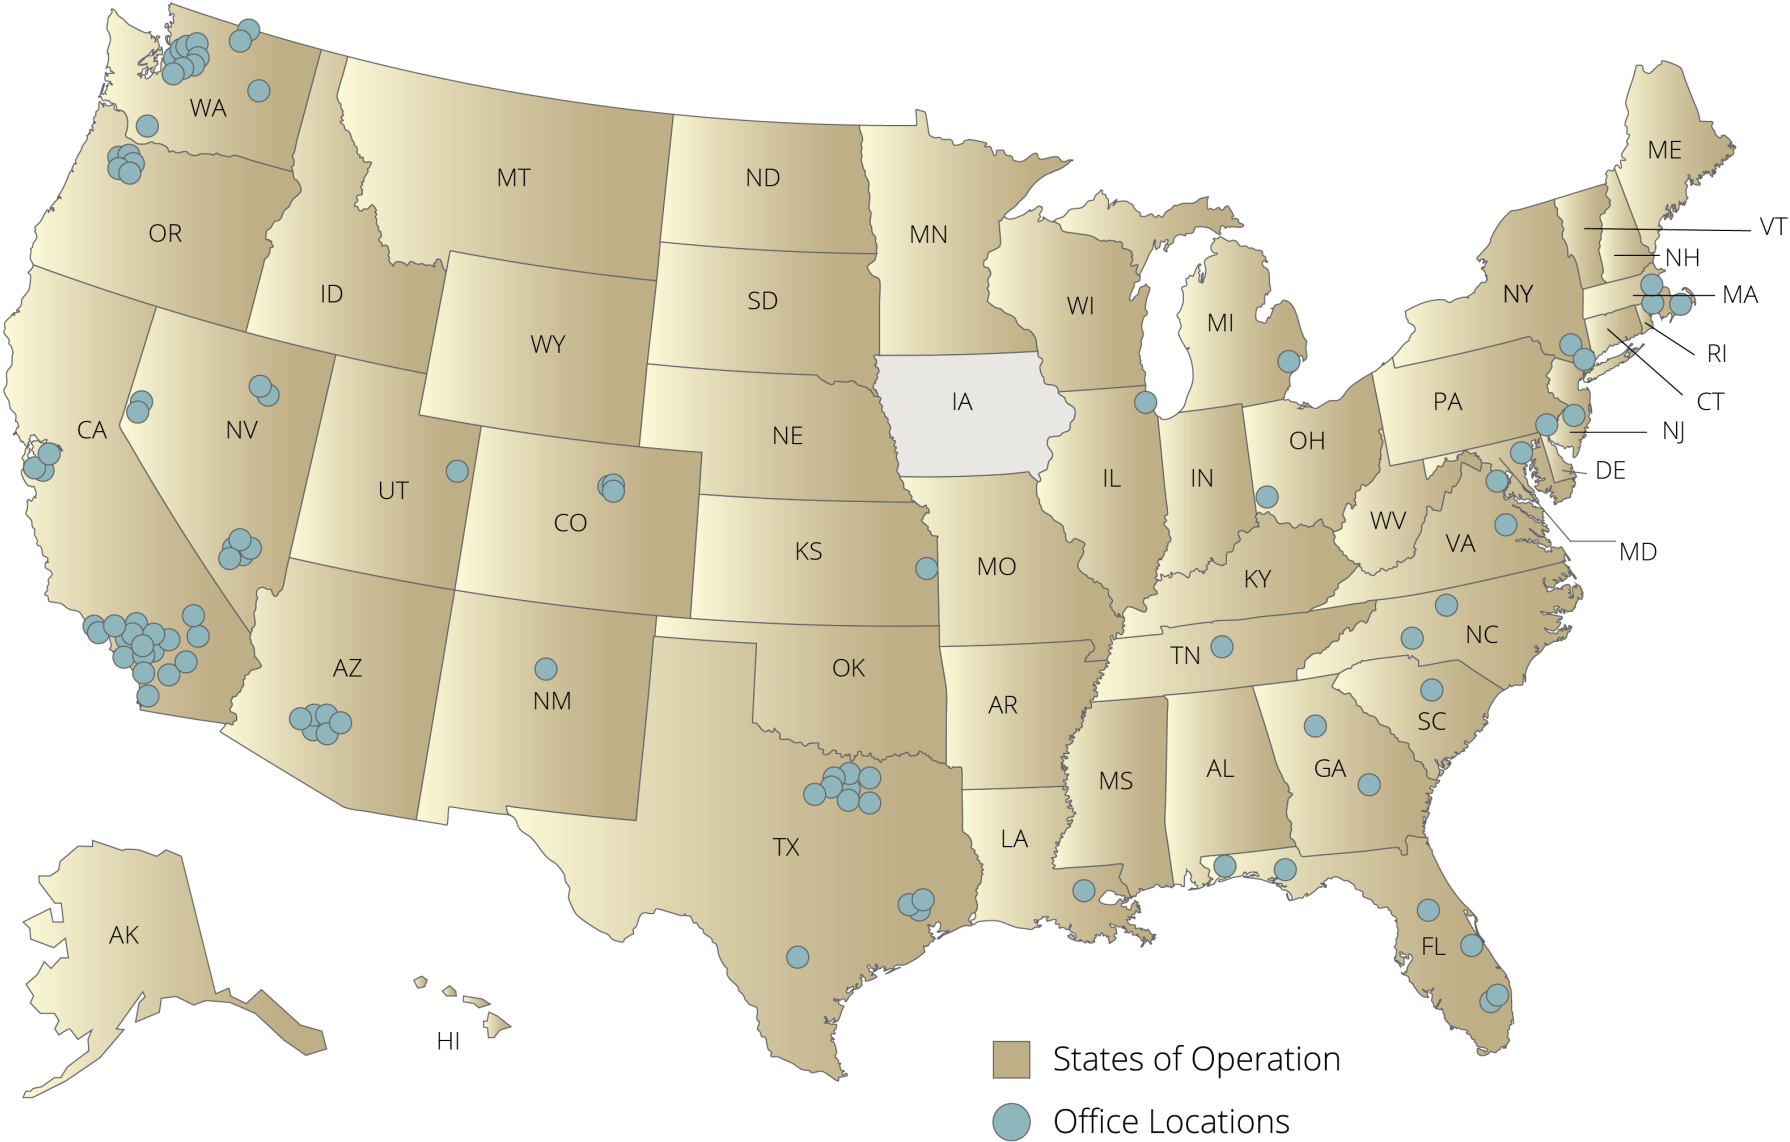 WA
MT
ND
ME
OR
MN
VT
NH
ID
SD
WI
MI
NY
MA
WY
RI
CA
NV
IA
PA
CT
NE
OH
NJ
UT
CO
IL
IN
DE
WV
KS
MO
VA
MD
KY
AZ
NM
OK
TN
NC
AR
SC
MS
AL
GA
TX
LA
AK
FL
HI
States of Operation
Office Locations